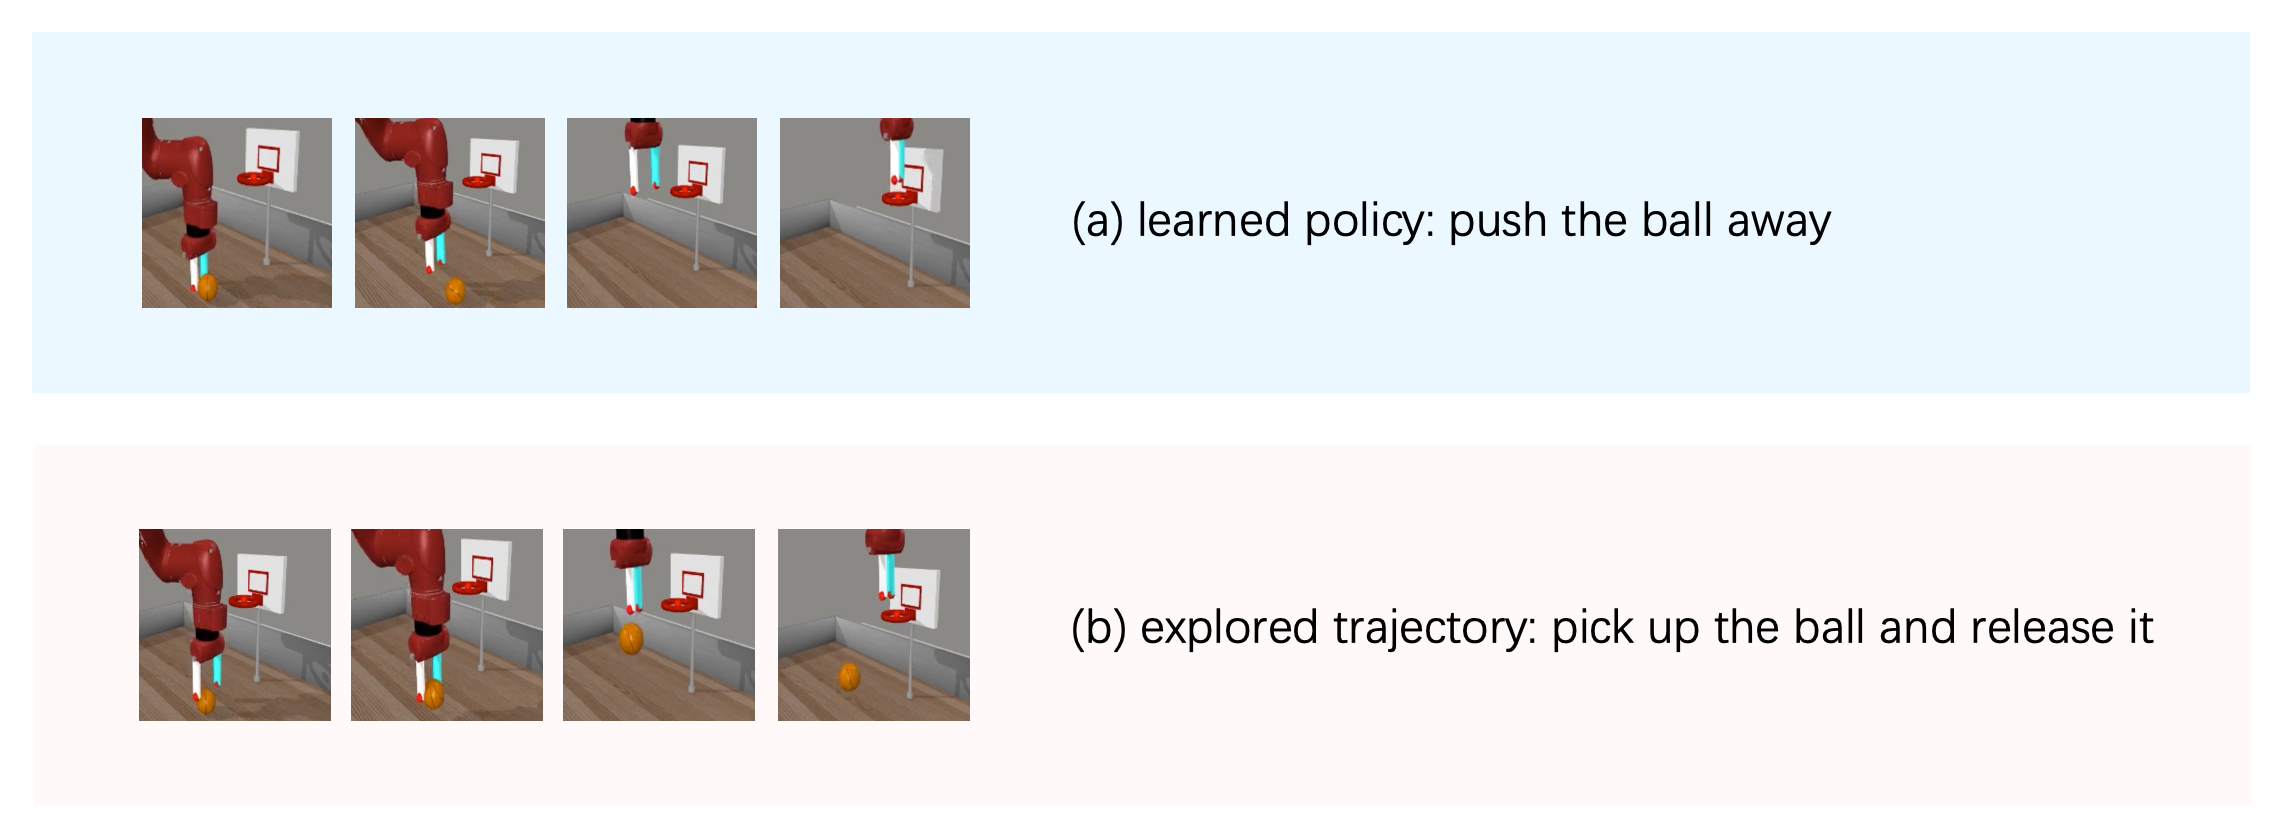 (a) learned policy: push the ball away
(b) explored trajectory: pick up the ball and release it